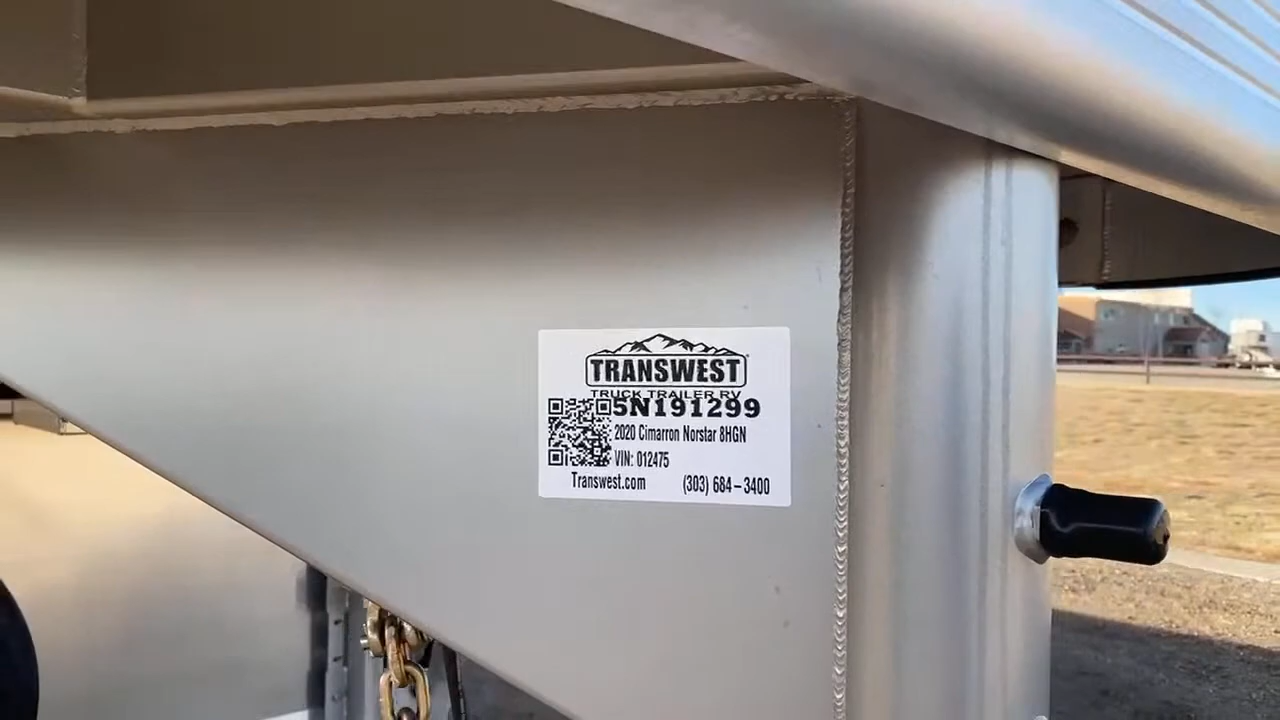 TRANSWEST
TRUCK TRAILER RV
5N191299
2020 Cimarron Norstar 8HGN
VIN: 012475
Transwest.com (303) 684-3400